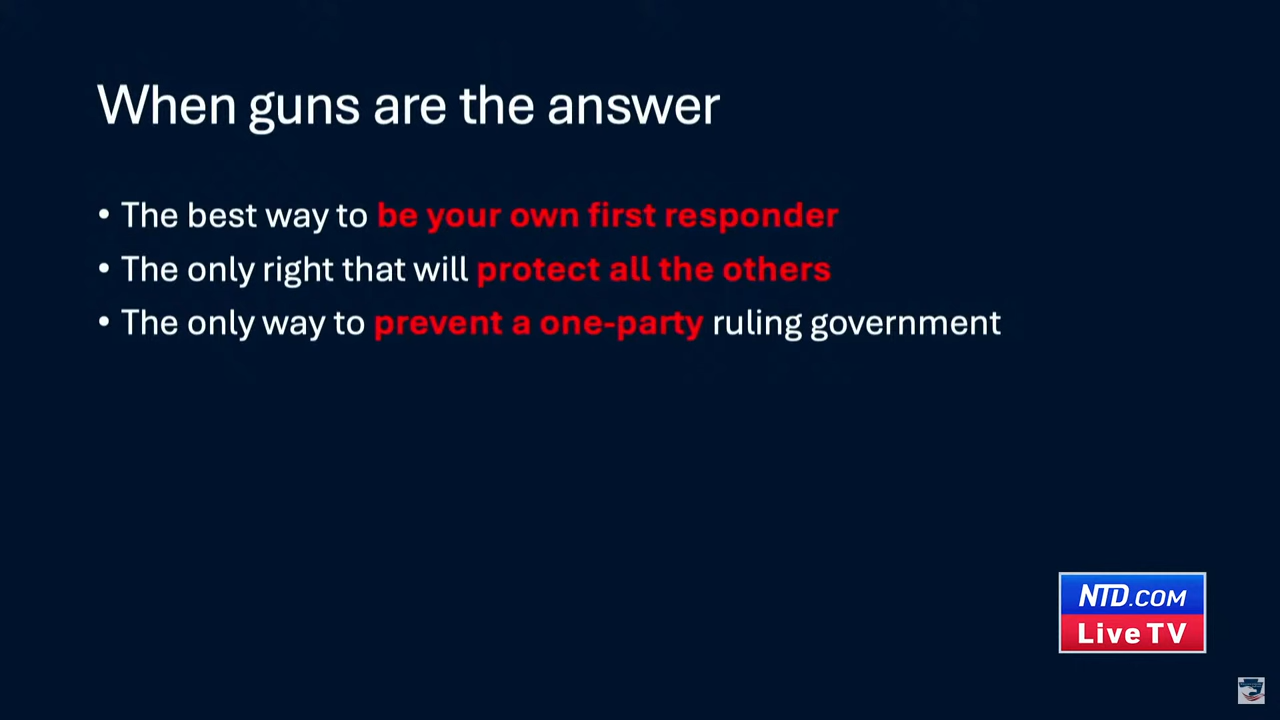 When guns are the answer
• The best way to be your own first responder
• The only right that will protect all the others
• The only way to prevent a one-party ruling government
NTD.COM
Live TV